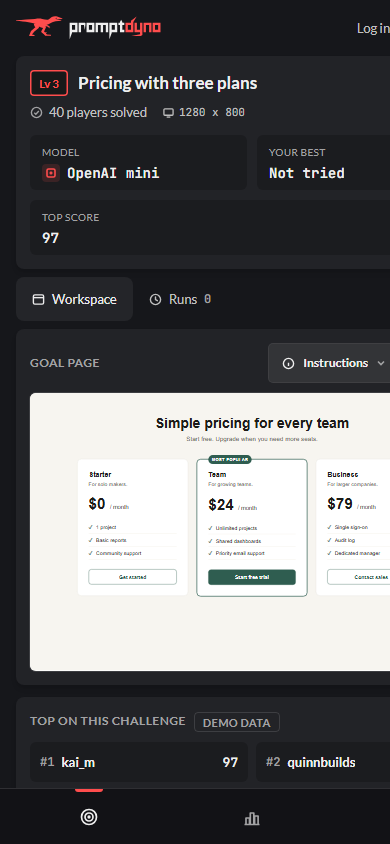 promptdyno Log in
Lv 3 Pricing with three plans
40 players solved 1280 x 800
MODEL YOUR BEST
OpenAI mini Not tried
TOP SCORE
97
Workspace Runs 0
GOAL PAGE Instructions
Simple pricing for every team
Start free. Upgrade when you need more seats.
MOST POPULAR
Starter Team Business
For solo makers. For growing teams. For larger companies.
$0 / month $24 / month $79 / month
✓ 1 project ✓ Unlimited projects ✓ Single sign-on
✓ Basic reports ✓ Shared dashboards ✓ Audit log
✓ Community support ✓ Priority email support ✓ Dedicated manager
Get started Start free trial Contact sales
TOP ON THIS CHALLENGE DEMO DATA
#1 kai_m 97 #2 quinnbuilds